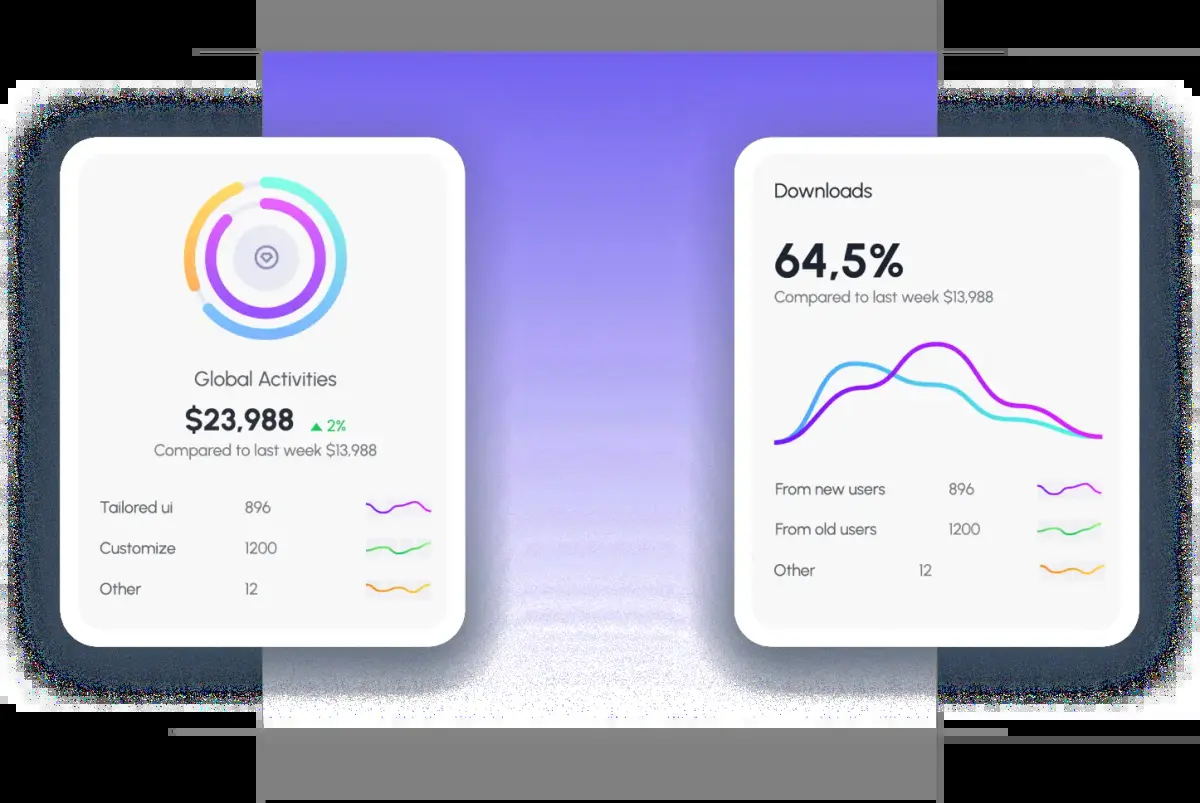 Global Activities
$23,988 ▲ 2%
Compared to last week $13,988
Tailored ui 896
Customize 1200
Other 12
Downloads
64,5%
Compared to last week $13,988
From new users 896
From old users 1200
Other 12